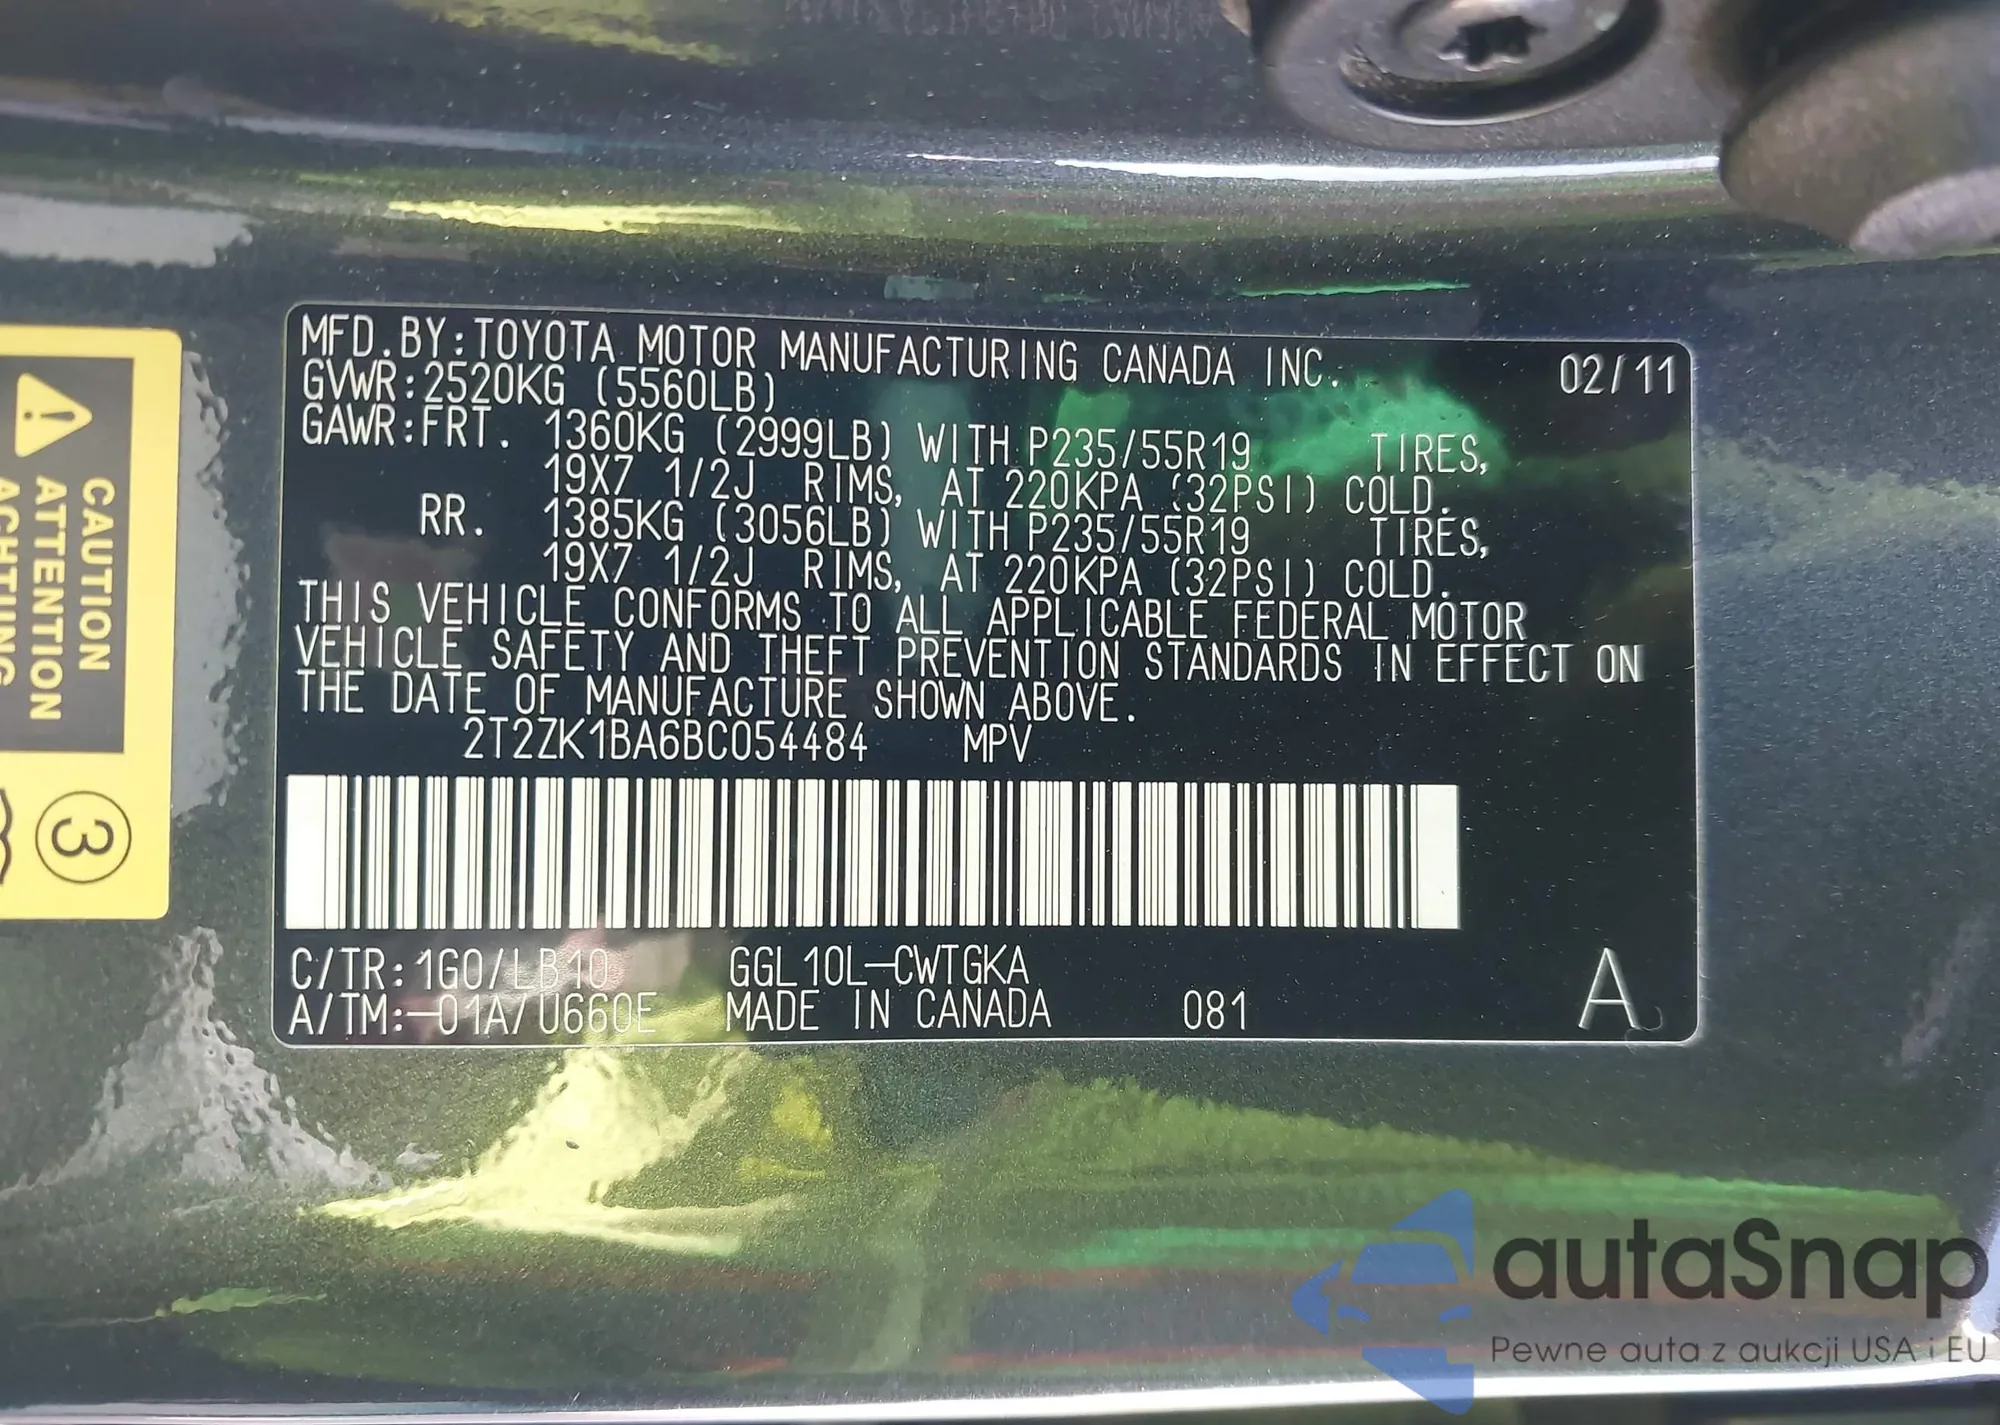 MFD.BY:TOYOTA MOTOR MANUFACTURING CANADA INC. 02/11
GVWR:2520KG (5560LB)
GAWR:FRT. 1360KG (2999LB) WITH P235/55R19 TIRES,
19X7 1/2J RIMS, AT 220KPA (32PSI) COLD.
RR. 1385KG (3056LB) WITH P235/55R19 TIRES,
19X7 1/2J RIMS, AT 220KPA (32PSI) COLD.
THIS VEHICLE CONFORMS TO ALL APPLICABLE FEDERAL MOTOR
VEHICLE SAFETY AND THEFT PREVENTION STANDARDS IN EFFECT ON
THE DATE OF MANUFACTURE SHOWN ABOVE.
2T2ZK1BA6BC054484 MPV
C/TR:1G0/LB10 GGL10L-CWTGKA
A/TM:-01A/U660E MADE IN CANADA 081 A
CAUTION
ATTENTION
ACHTUNG
3
autoSnap
Pewne auta z aukcji USA i EU